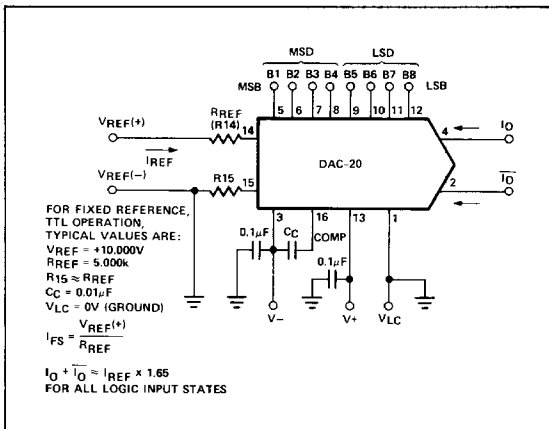 MSD LSD
MSB B1 B2 B3 B4 B5 B6 B7 B8 LSB
5 6 7 8 9 10 11 12
VREF(+) RREF (R14) 14
IREF
4 IO
DAC-20
VREF(-) R15 15
2 IO
3 16 13 1
FOR FIXED REFERENCE,
TTL OPERATION,
TYPICAL VALUES ARE:
VREF = +10.000V
RREF = 5.000k
R15 ≈ RREF
CC = 0.01μF
VLC = 0V (GROUND)
0.1μF CC COMP
0.1μF
V- V+ VLC
IFS = VREF(+) / RREF
IO + IO ≈ IREF x 1.65
FOR ALL LOGIC INPUT STATES